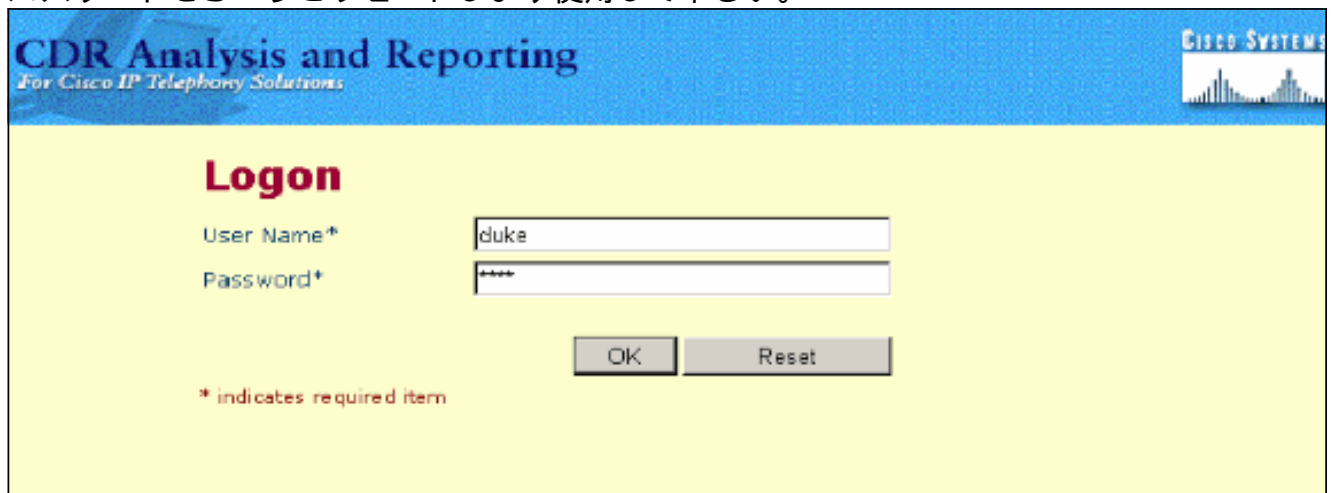 CDR Analysis and Reporting
For Cisco IP Telephony Solutions
CISCO SYSTEMS
Logon
User Name*
duke
Password*
****
OK
Reset
* indicates required item